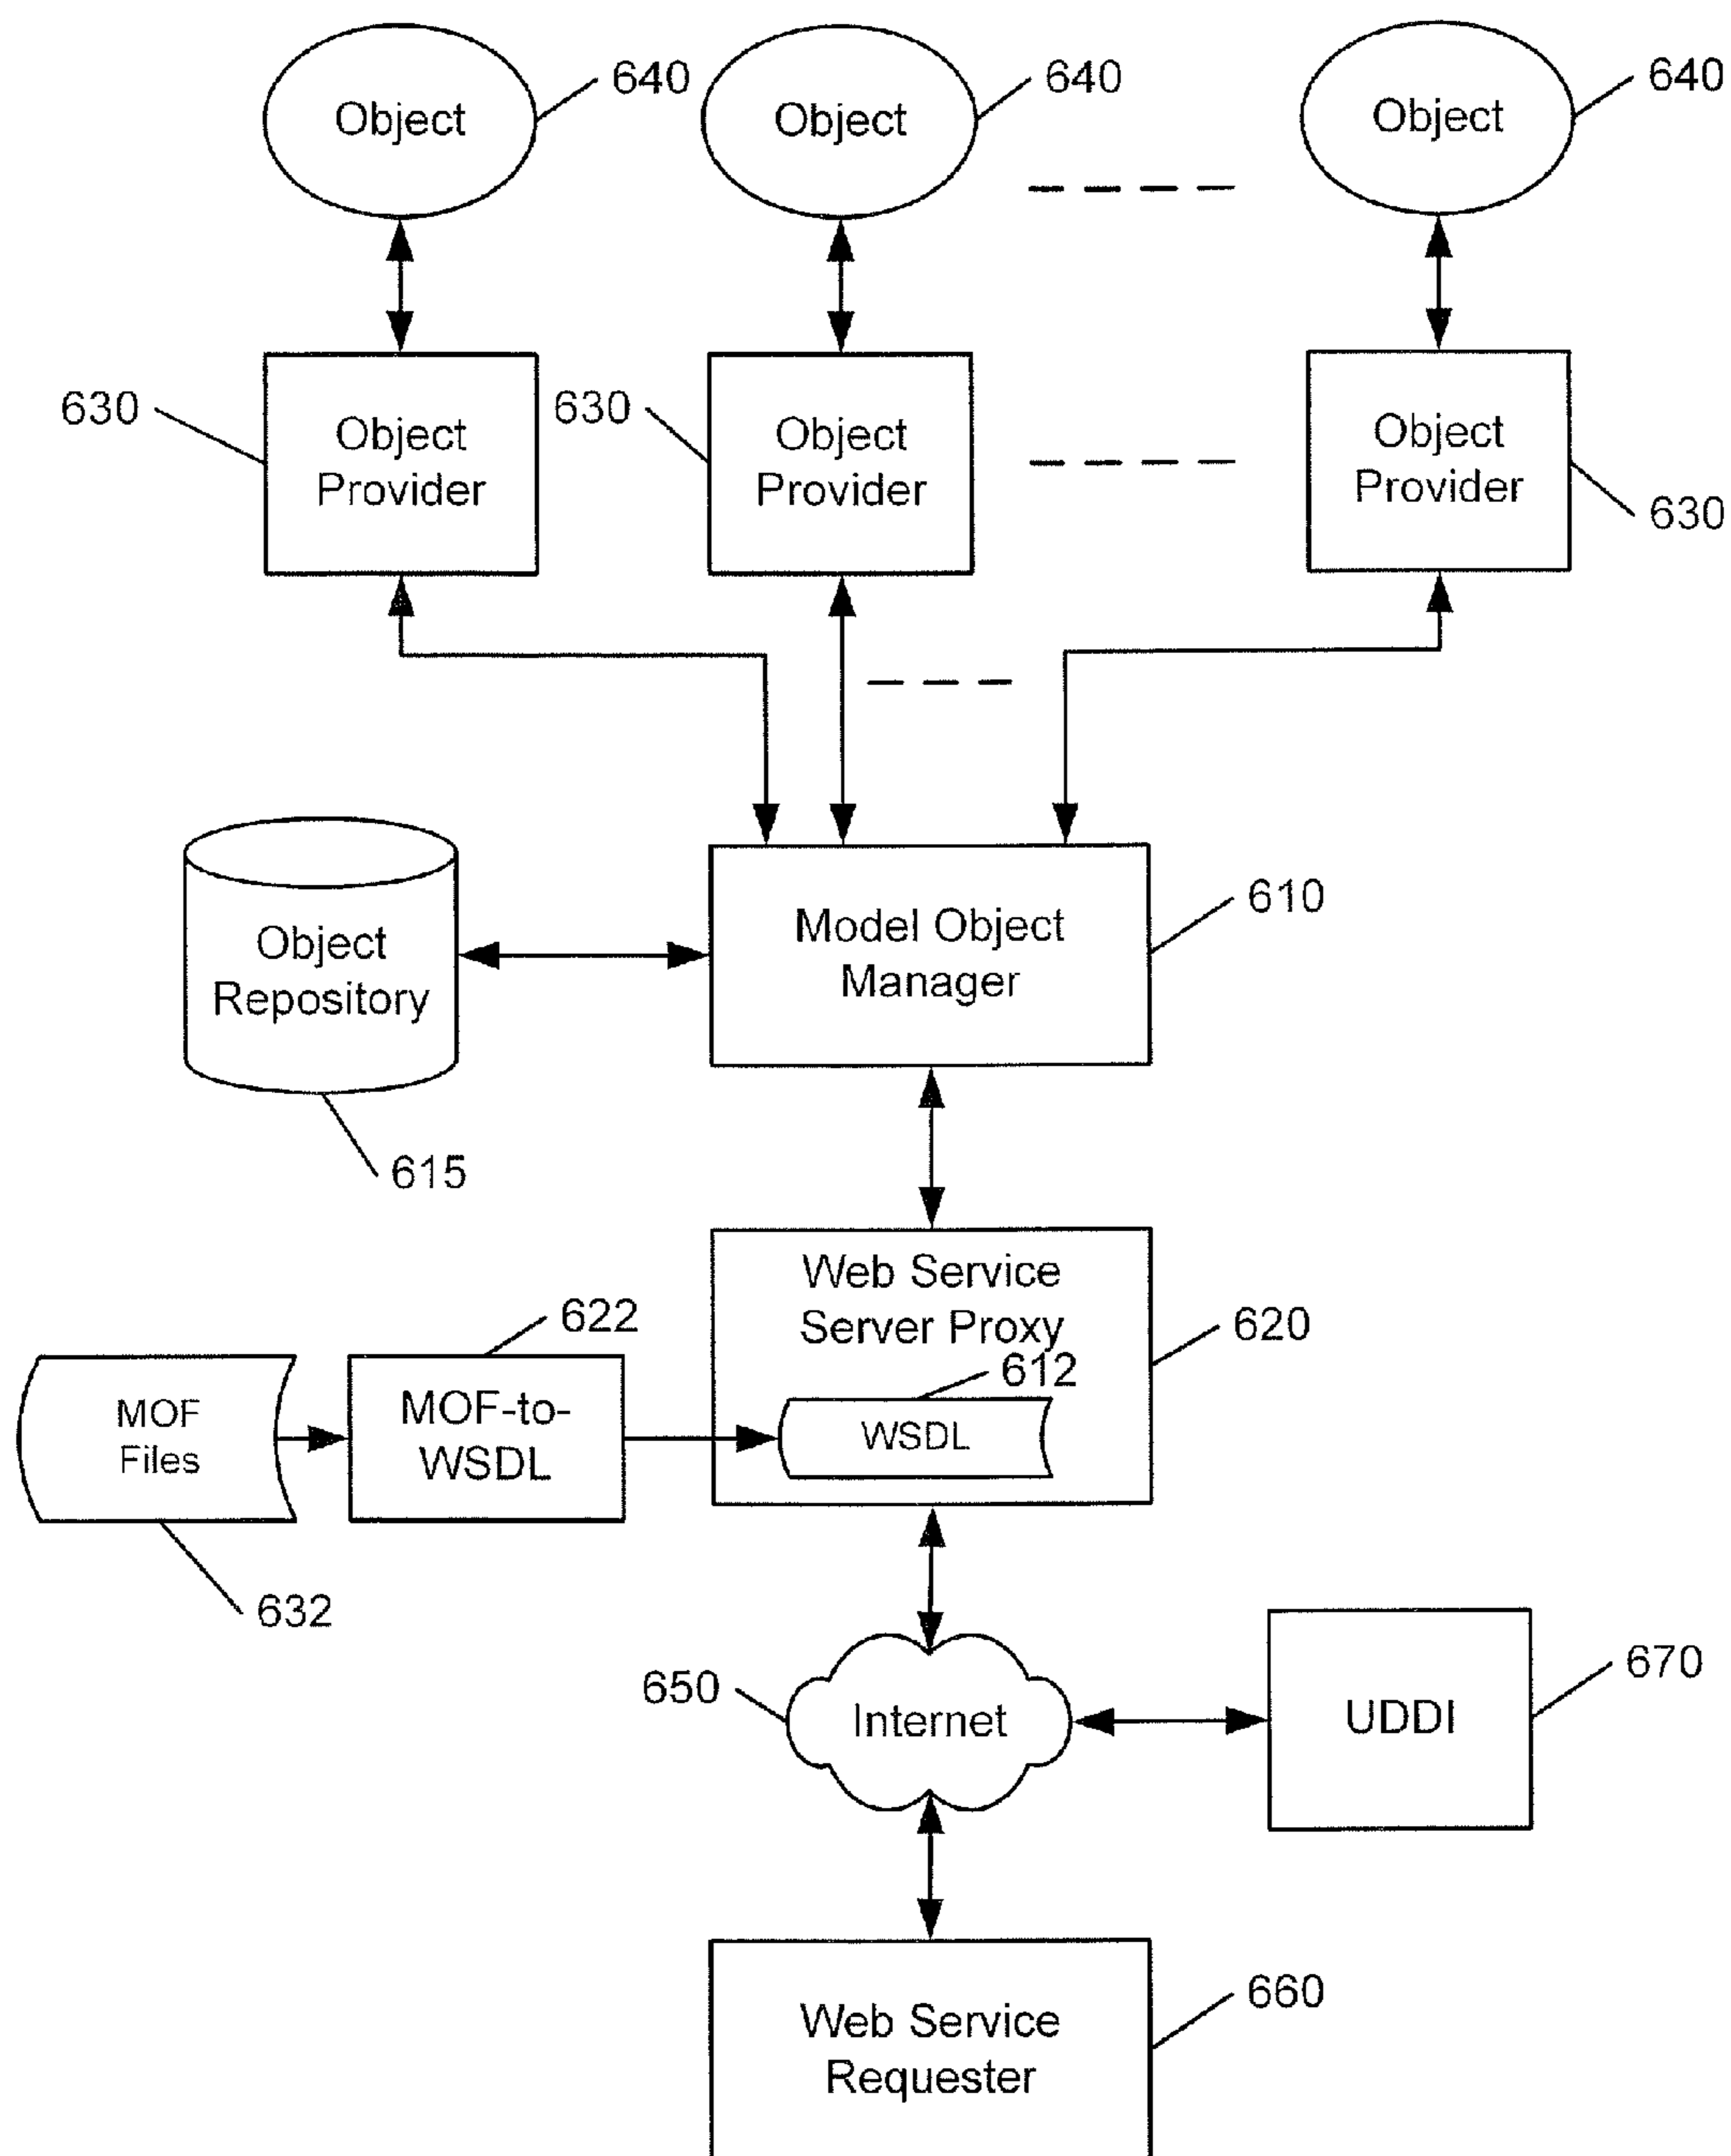 Object
640
Object
640
Object
640
630
Object
Provider
630
Object
Provider
Object
Provider
630
Object
Repository
615
Model Object
Manager
610
Web Service
Server Proxy
620
612
WSDL
622
MOF-to-
WSDL
MOF
Files
632
650
Internet
UDDI
670
Web Service
Requester
660